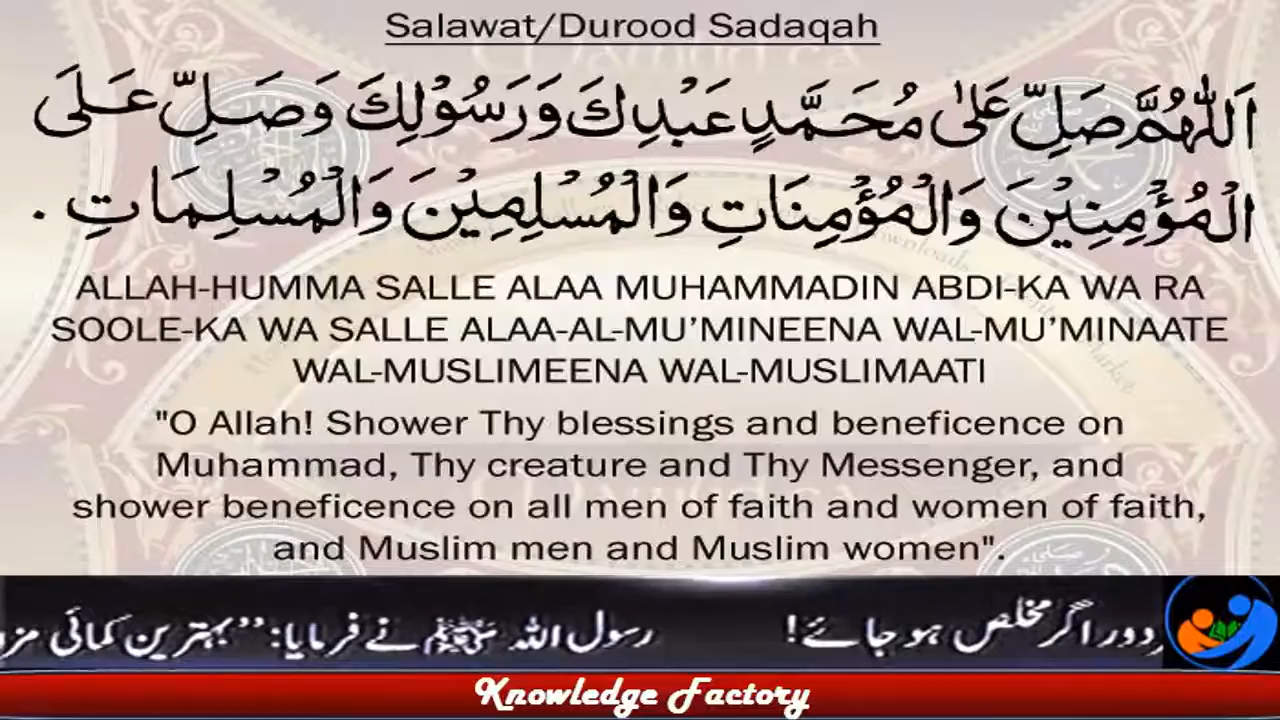 Salawat/Durood Sadaqah
اَللّٰهُمَّ صَلِّ عَلٰى مُحَمَّدٍ عَبْدِكَ وَرَسُوْلِكَ وَصَلِّ عَلَى
الْمُؤْمِنِيْنَ وَالْمُؤْمِنَاتِ وَالْمُسْلِمِيْنَ وَالْمُسْلِمَاتِ .
ALLAH-HUMMA SALLE ALAA MUHAMMADIN ABDI-KA WA RA
SOOLE-KA WA SALLE ALAA-AL-MU’MINEENA WAL-MU’MINAATE
WAL-MUSLIMEENA WAL-MUSLIMAATI
"O Allah! Shower Thy blessings and beneficence on
Muhammad, Thy creature and Thy Messenger, and
shower beneficence on all men of faith and women of faith,
and Muslim men and Muslim women".
دور اگر مخلص ہو جائے! رسول اللہ ﷺ نے فرمایا: ’’بہترین کمائی مزو
Knowledge Factory